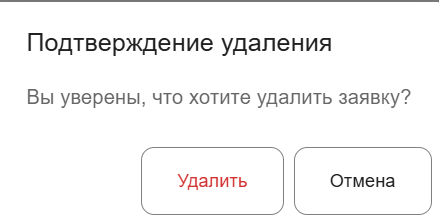 Подтверждение удаления
Вы уверены, что хотите удалить заявку?
Удалить
Отмена